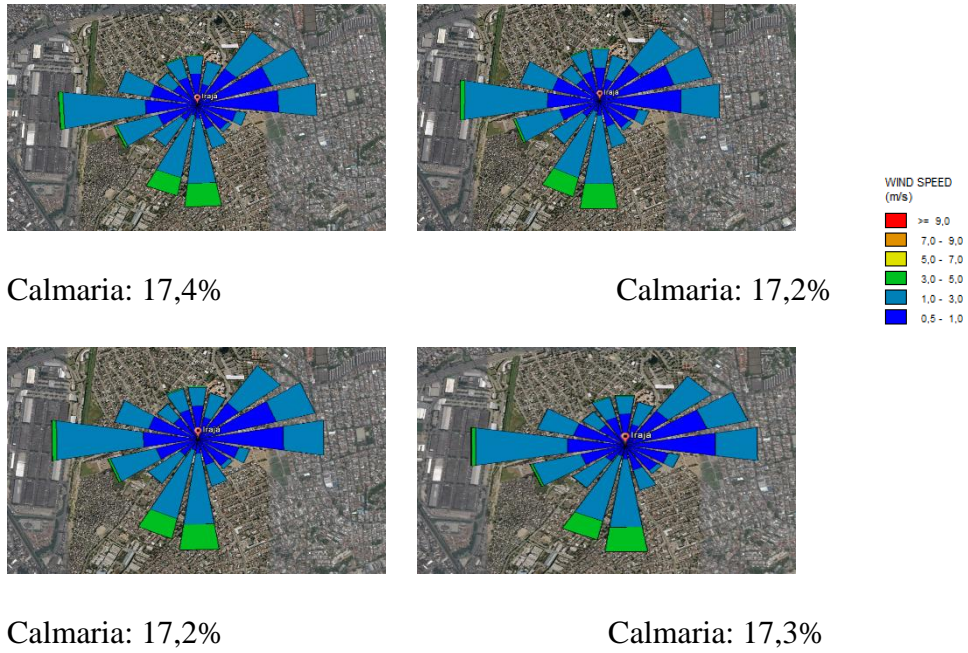 Irajá
Irajá
Calmaria: 17,4%
Calmaria: 17,2%
WIND SPEED
(m/s)
>= 9,0
7,0 - 9,0
5,0 - 7,0
3,0 - 5,0
1,0 - 3,0
0,5 - 1,0
Irajá
Irajá
Calmaria: 17,2%
Calmaria: 17,3%